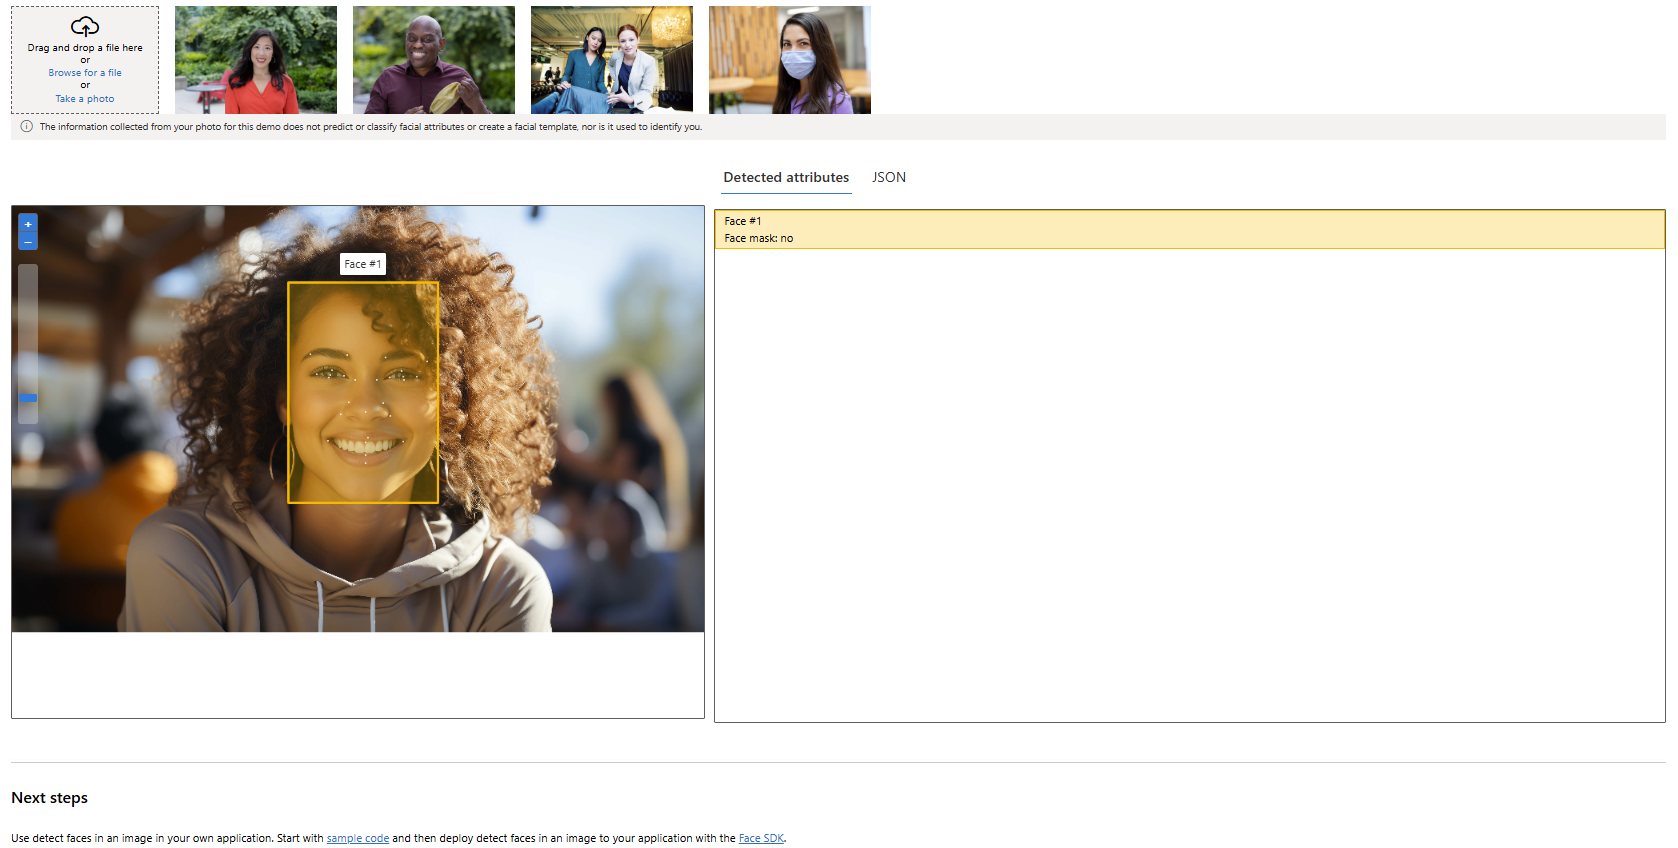 Drag and drop a file here
or
Browse for a file
or
Take a photo
The information collected from your photo for this demo does not predict or classify facial attributes or create a facial template, nor is it used to identify you.
Detected attributes JSON
+
−
Face #1
Face #1
Face mask: no
Next steps
Use detect faces in an image in your own application. Start with sample code and then deploy detect faces in an image to your application with the Face SDK.